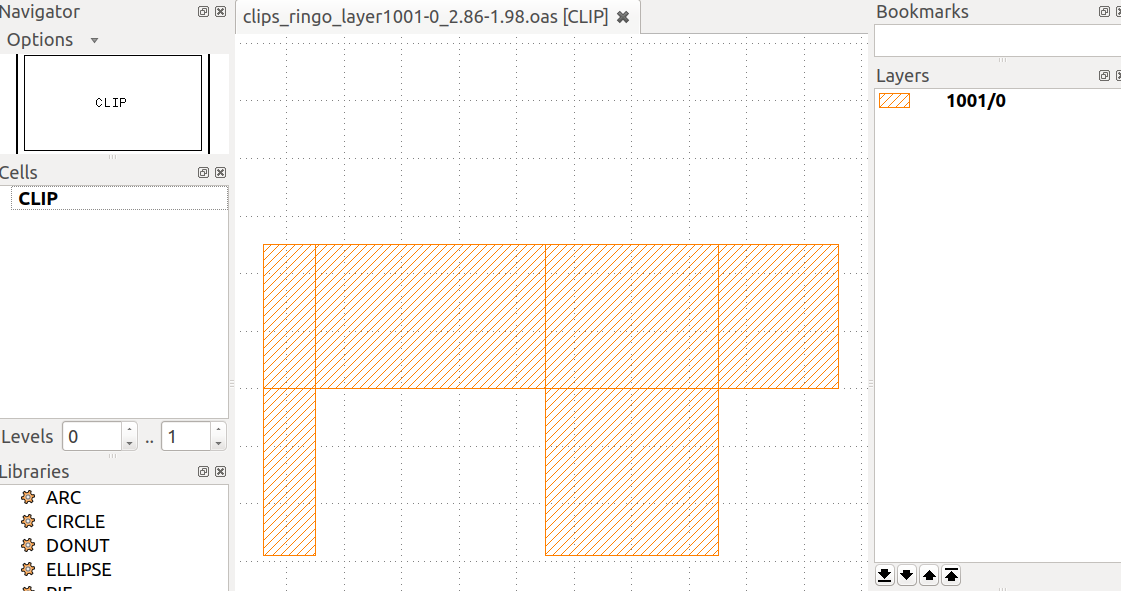 Navigator
Options
CLIP
Cells
CLIP
Levels 0 .. 1
Libraries
ARC
CIRCLE
DONUT
ELLIPSE
PIE
clips_ringo_layer1001-0_2.86-1.98.oas [CLIP]
Bookmarks
Layers
1001/0